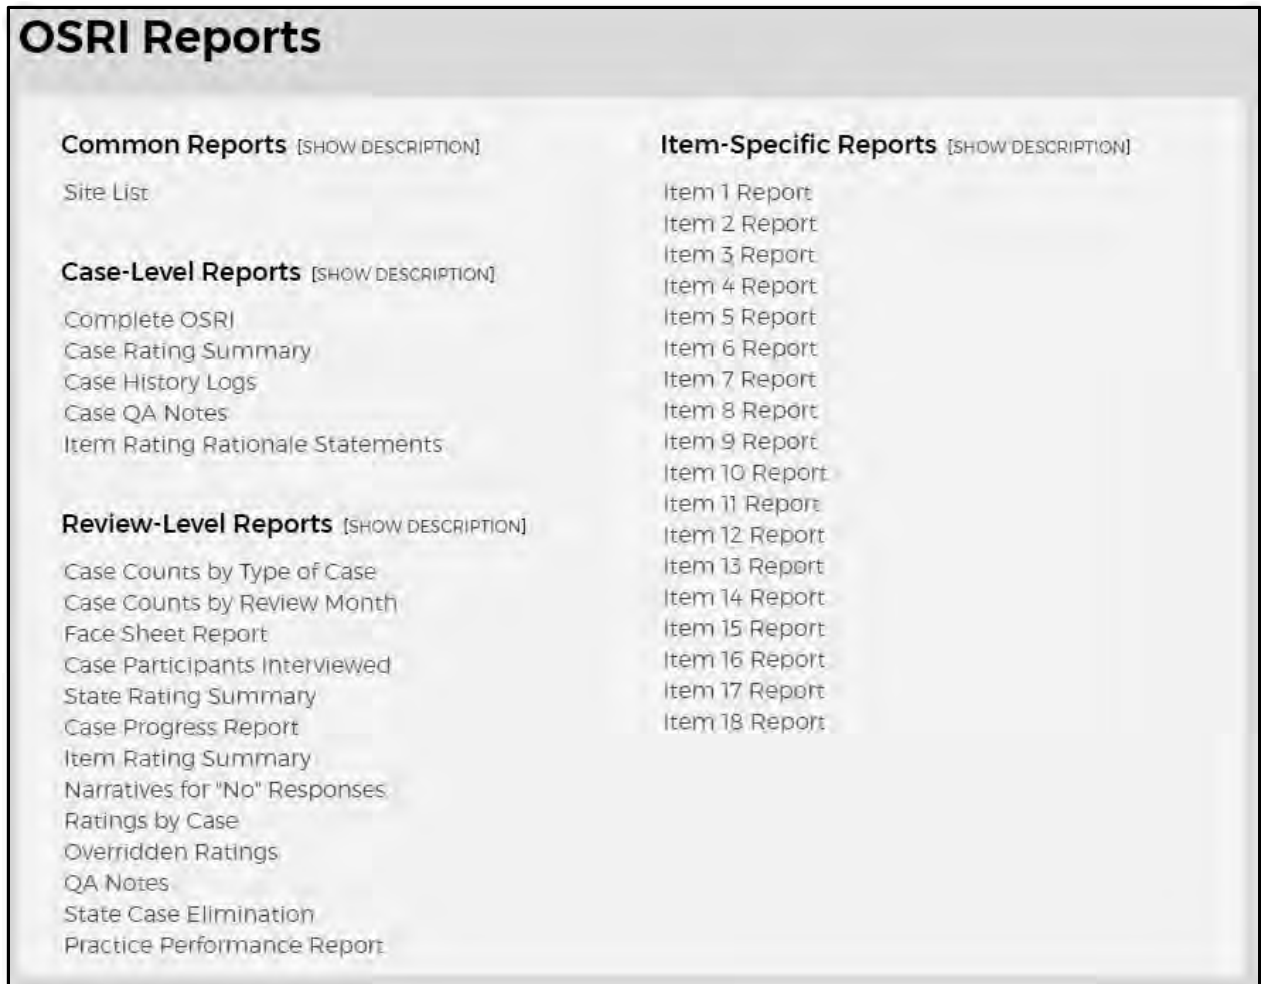 OSRI Reports
Common Reports [SHOW DESCRIPTION]
Site List
Case-Level Reports [SHOW DESCRIPTION]
Complete OSRI
Case Rating Summary
Case History Logs
Case QA Notes
Item Rating Rationale Statements
Review-Level Reports [SHOW DESCRIPTION]
Case Counts by Type of Case
Case Counts by Review Month
Face Sheet Report
Case Participants Interviewed
State Rating Summary
Case Progress Report
Item Rating Summary
Narratives for "No" Responses
Ratings by Case
Overridden Ratings
QA Notes
State Case Elimination
Practice Performance Report
Item-Specific Reports [SHOW DESCRIPTION]
Item 1 Report
Item 2 Report
Item 3 Report
Item 4 Report
Item 5 Report
Item 6 Report
Item 7 Report
Item 8 Report
Item 9 Report
Item 10 Report
Item 11 Report
Item 12 Report
Item 13 Report
Item 14 Report
Item 15 Report
Item 16 Report
Item 17 Report
Item 18 Report